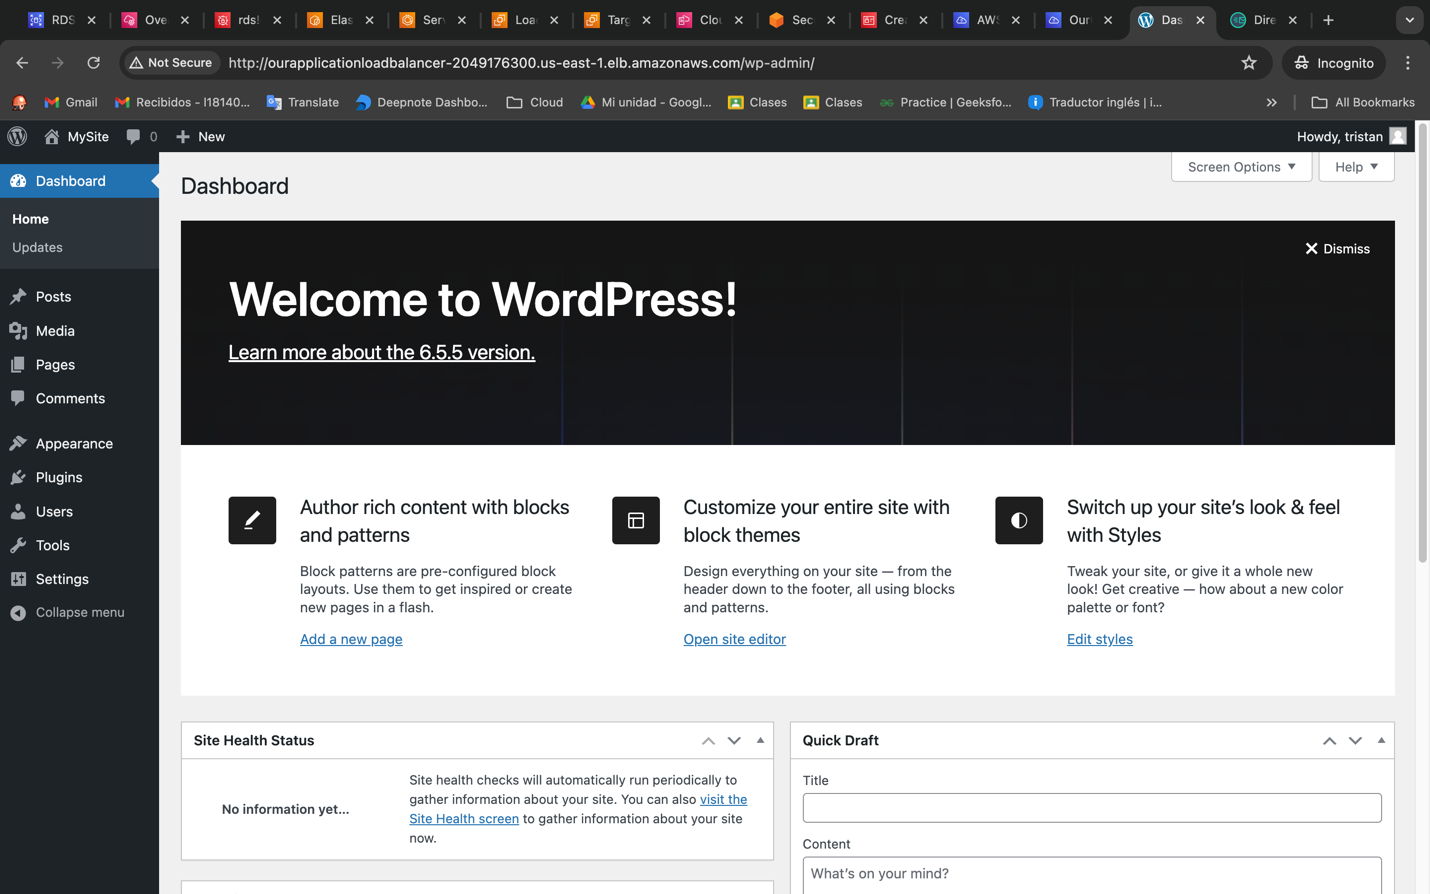 RDS
Ove
rds!
Elas
Serv
Loa
Targ
Clou
Sec
Cre
AWS
Our
Das
Dire
Not Secure
http://ourapplicationloadbalancer-2049176300.us-east-1.elb.amazonaws.com/wp-admin/
Incognito
Gmail
Recibidos - l18140...
Translate
Deepnote Dashbo...
Cloud
Mi unidad - Googl...
Clases
Clases
Practice | Geeksfo...
Traductor inglés | i...
All Bookmarks
MySite
0
New
Howdy, tristan
Dashboard
Home
Updates
Posts
Media
Pages
Comments
Appearance
Plugins
Users
Tools
Settings
Collapse menu
Screen Options
Help
Dashboard
Dismiss
Welcome to WordPress!
Learn more about the 6.5.5 version.
Author rich content with blocks
and patterns
Block patterns are pre-configured block
layouts. Use them to get inspired or create
new pages in a flash.
Add a new page
Customize your entire site with
block themes
Design everything on your site — from the
header down to the footer, all using blocks
and patterns.
Open site editor
Switch up your site’s look & feel
with Styles
Tweak your site, or give it a whole new
look! Get creative — how about a new color
palette or font?
Edit styles
Site Health Status
No information yet...
Site health checks will automatically run periodically to
gather information about your site. You can also visit the
Site Health screen to gather information about your site
now.
Quick Draft
Title
Content
What’s on your mind?